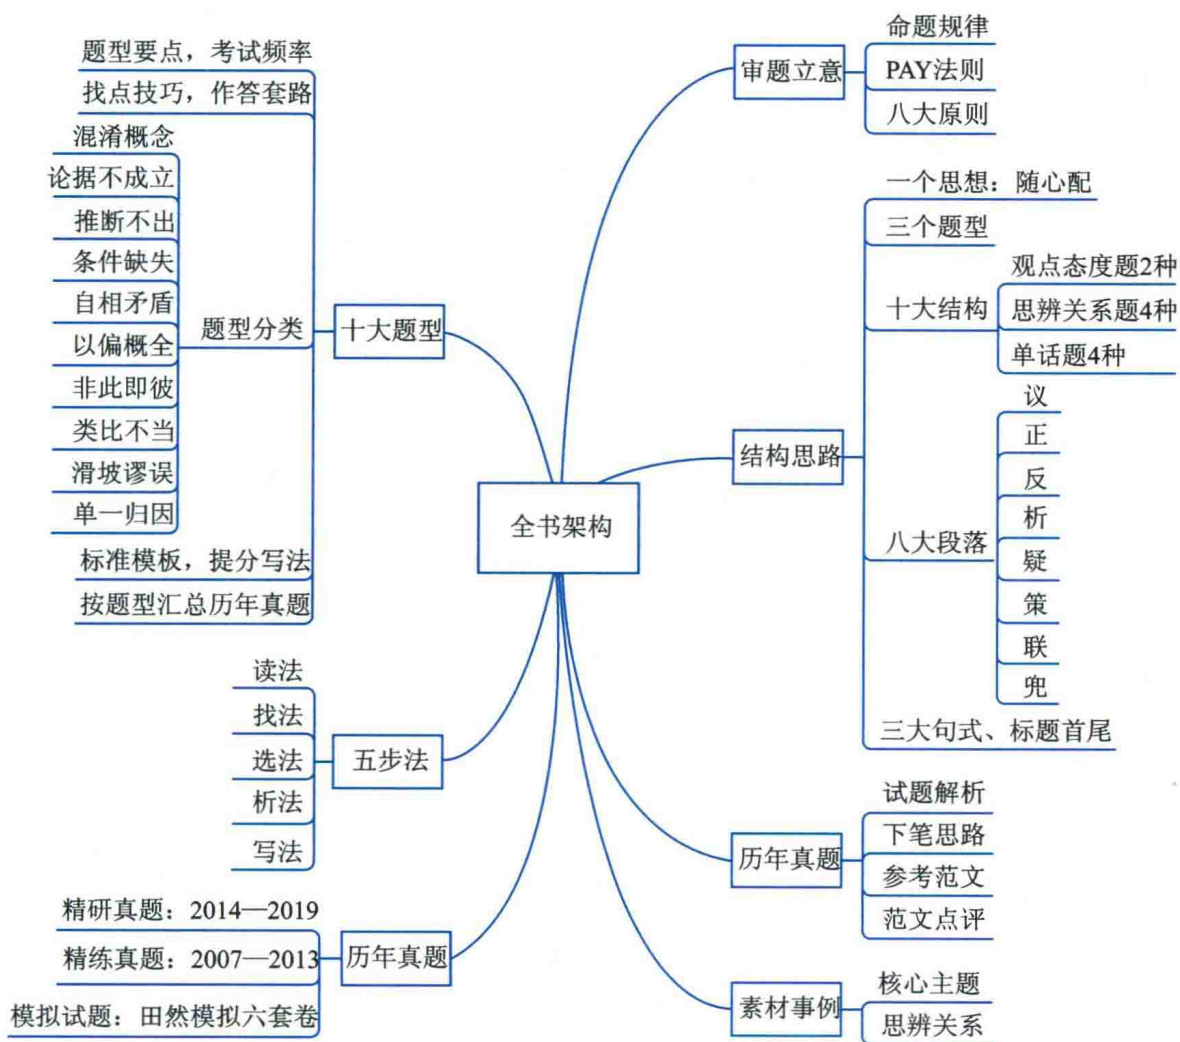 全书架构
十大题型
题型要点，考试频率
找点技巧，作答套路
题型分类
混淆概念
论据不成立
推断不出
条件缺失
自相矛盾
以偏概全
非此即彼
类比不当
滑坡谬误
单一归因
标准模板，提分写法
按题型汇总历年真题
五步法
读法
找法
选法
析法
写法
历年真题
精研真题：2014—2019
精练真题：2007—2013
模拟试题：田然模拟六套卷
审题立意
命题规律
PAY法则
八大原则
结构思路
一个思想：随心配
三个题型
十大结构
观点态度题2种
思辨关系题4种
单话题4种
八大段落
议
正
反
析
疑
策
联
兜
三大句式、标题首尾
历年真题
试题解析
下笔思路
参考范文
范文点评
素材事例
核心主题
思辨关系